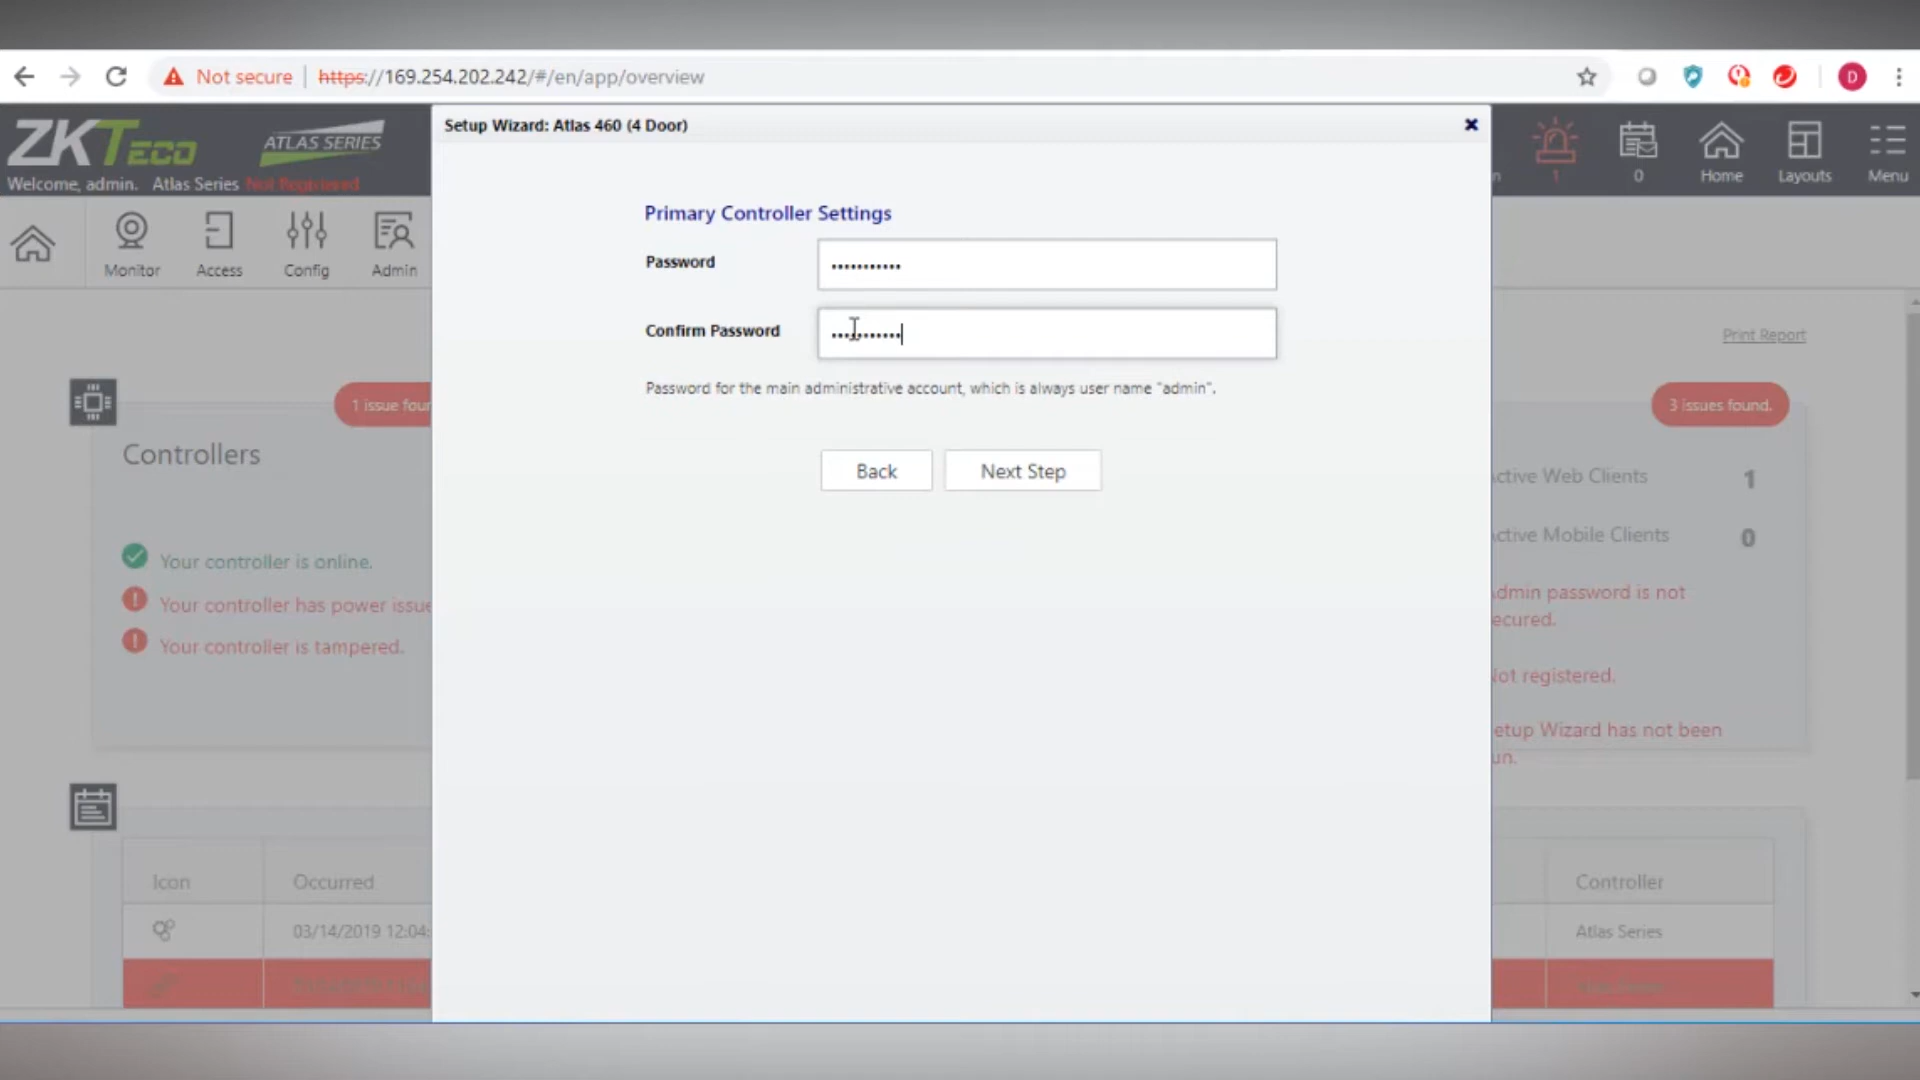 Not secure | https://169.254.202.242/#/en/app/overview
D
ZKTECO
ATLAS SERIES
Welcome, admin. Atlas Series Not Registered
Setup Wizard: Atlas 460 (4 Door)
1
0
Home
Layouts
Menu
Monitor
Access
Config
Admin
Primary Controller Settings
Password
•••••••••••
Confirm Password
Password for the main administrative account, which is always user name "admin".
Back
Next Step
Print Report
1 issue four
Controllers
Your controller is online.
Your controller has power issue
Your controller is tampered.
3 issues found.
ctive Web Clients 1
ctive Mobile Clients 0
dmin password is not
ecured.
ot registered.
etup Wizard has not been
un.
Icon
Occurred
Controller
03/14/2019 12:04:
Atlas Series